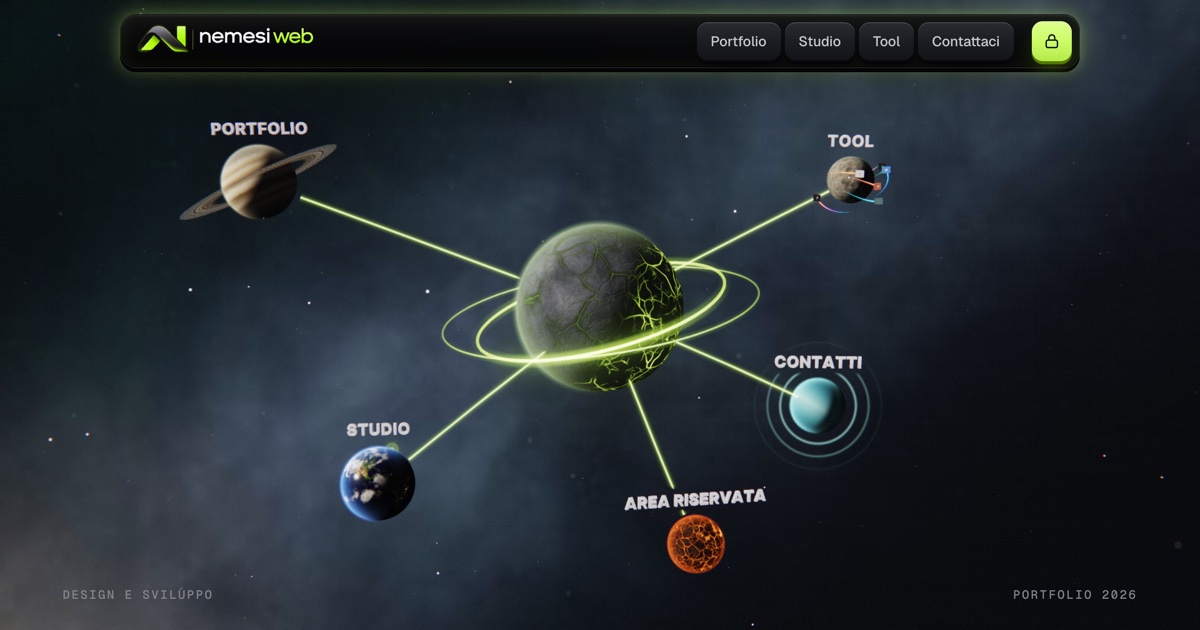 nemesi web
Portfolio
Studio
Tool
Contattaci
PORTFOLIO
TOOL
CONTATTI
STUDIO
AREA RISERVATA
DESIGN E SVILUPPO
PORTFOLIO 2026